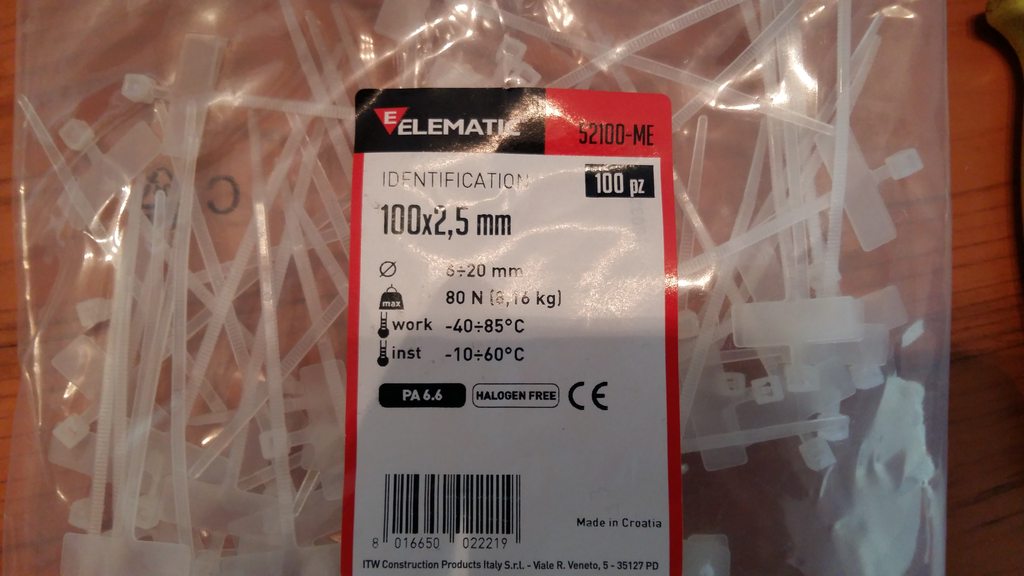 E
ELEMATIC
52100-ME
IDENTIFICATION
100 pz
100x2,5 mm
Ø 8÷20 mm
max 80 N (8,16 kg)
work -40÷85°C
inst -10÷60°C
PA 6.6 HALOGEN FREE CE
Made in Croatia
8 016650 022219
ITW Construction Products Italy S.r.l. - Viale R. Veneto, 5 - 35127 PD